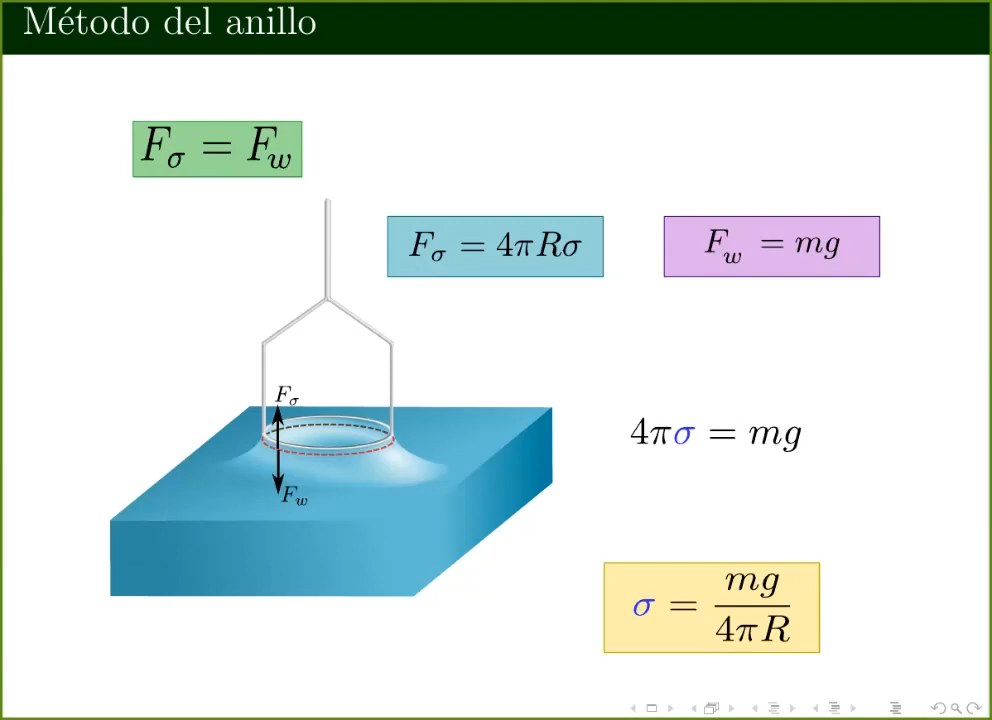 Método del anillo
F_σ = F_w
F_σ = 4πRσ
F_w = mg
F_σ
F_w
4πσ = mg
σ = mg / 4πR